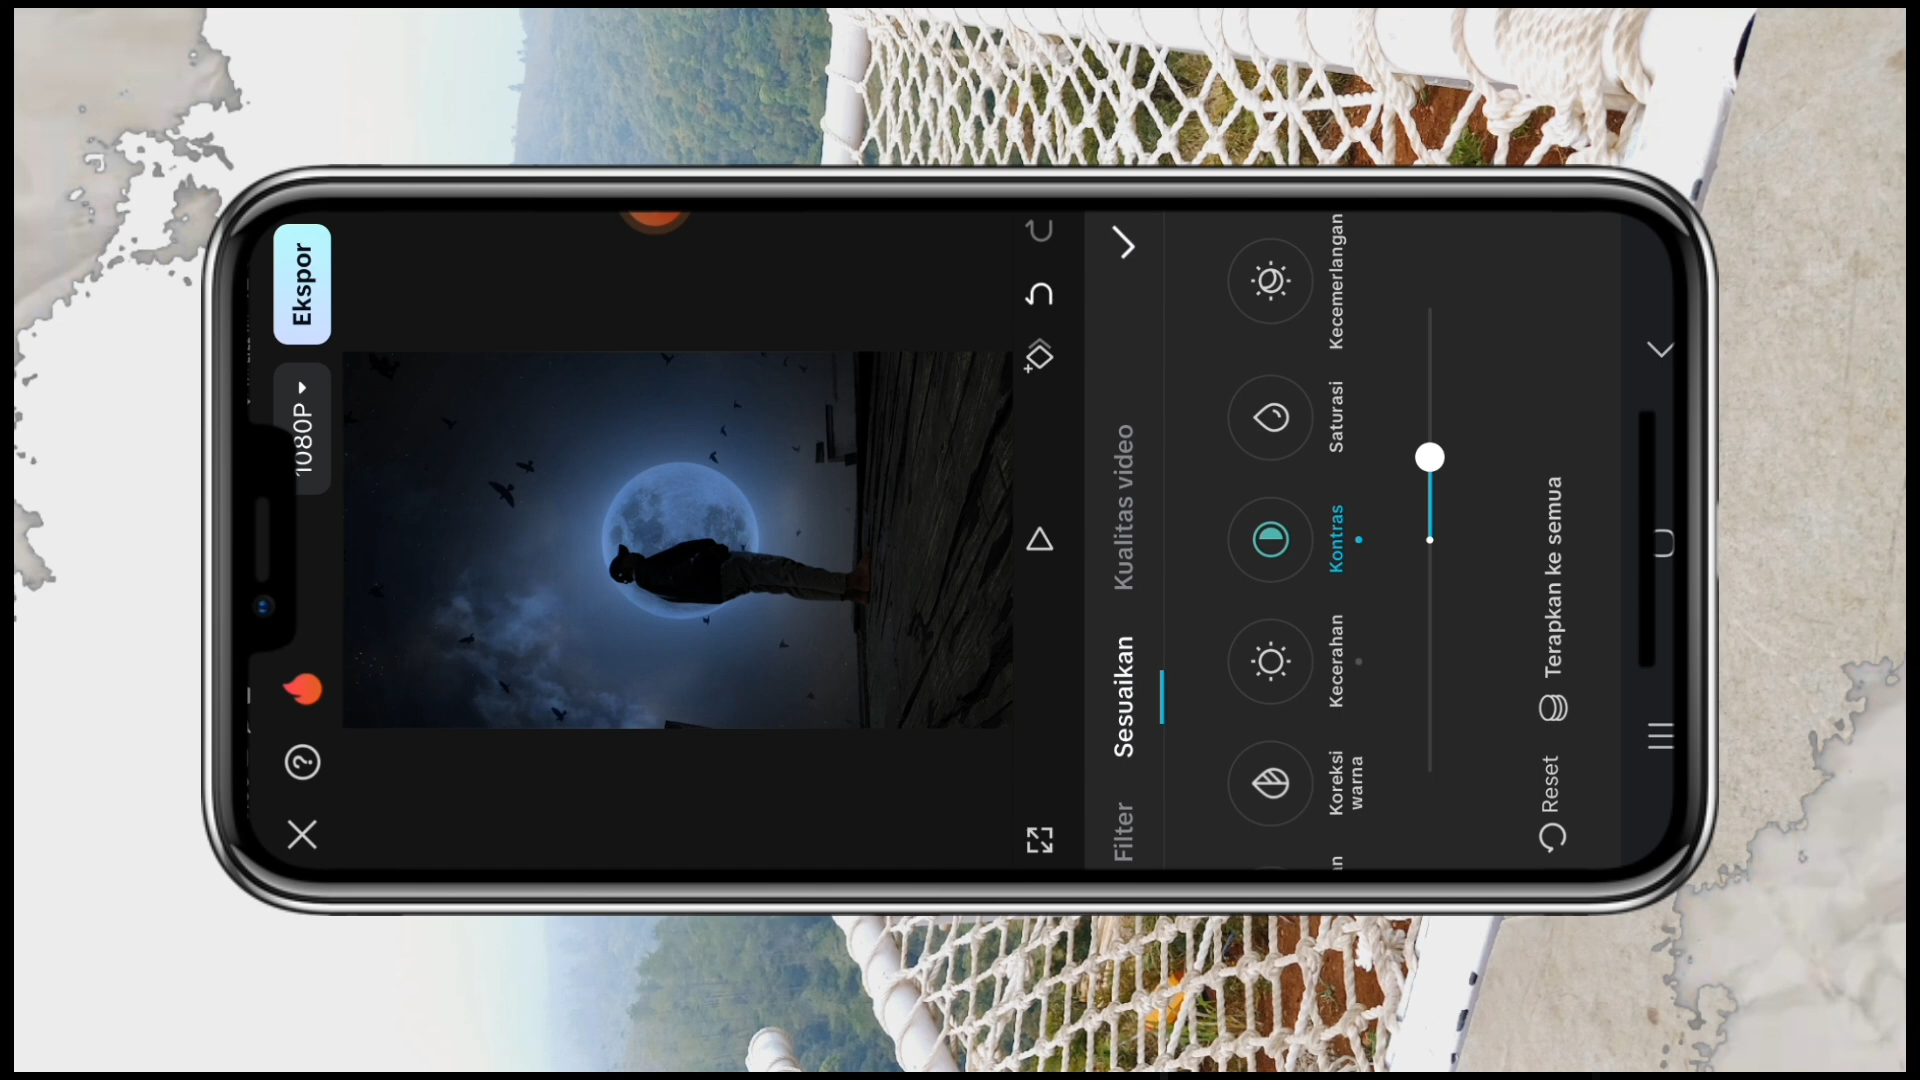 1080P
Ekspor
Filter
Sesuaikan
Kualitas video
Koreksi
warna
Kecerahan
Kontras
Saturasi
Kecemerlangan
Reset
Terapkan ke semua